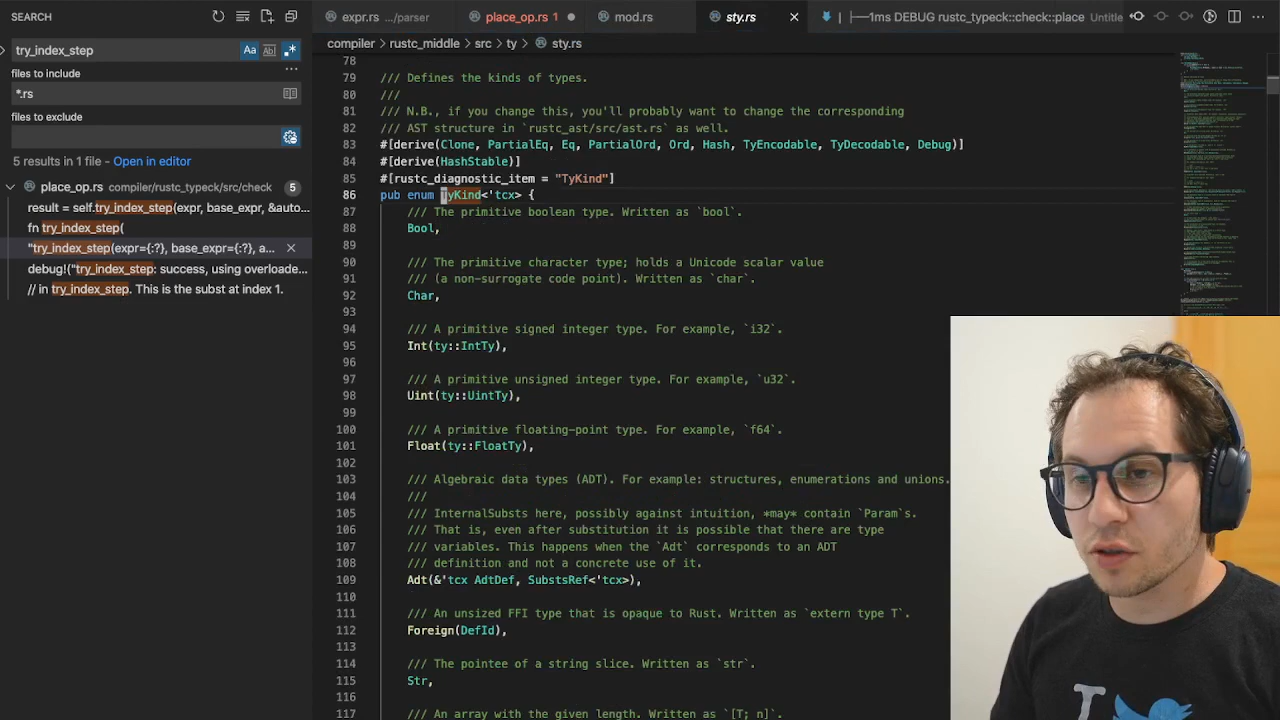 SEARCH
try_index_step
Aa
ab
files to include
*.rs
files to exclude
5 results in 1 file - Open in editor
place_op.rs compiler/rustc_typeck/src/check 5
result = self.try_index_step(expr, base_expr, &auto...
fn try_index_step(
"try_index_step(expr={:?}, base_expr={:?}, a...
debug!("try_index_step: success, using overloade...
// in try_index_step. This is the subst at index 1.
expr.rs .../parser
place_op.rs 1
mod.rs
sty.rs
├──1ms DEBUG rustc_typeck::check::place Untitle
compiler > rustc_middle > src > ty > sty.rs
78
79 /// Defines the kinds of types.
80 ///
81 /// N.B., if you change this, you'll probably want to change the corresponding
82 /// AST structure in `rustc_ast/src/ast.rs` as well.
83 #[derive(Clone, PartialEq, Eq, PartialOrd, Ord, Hash, TyEncodable, TyDecodable, Debug)]
84 #[derive(HashStable)]
85 #[rustc_diagnostic_item = "TyKind"]
86 pub enum TyKind<'tcx> {
87 /// The primitive boolean type. Written as `bool`.
88 Bool,
89
90 /// The primitive character type; holds a Unicode scalar value
91 /// (a non-surrogate code point). Written as `char`.
92 Char,
93
94 /// A primitive signed integer type. For example, `i32`.
95 Int(ty::IntTy),
96
97 /// A primitive unsigned integer type. For example, `u32`.
98 Uint(ty::UintTy),
99
100 /// A primitive floating-point type. For example, `f64`.
101 Float(ty::FloatTy),
102
103 /// Algebraic data types (ADT). For example: structures, enumerations and unions.
104 ///
105 /// InternalSubsts here, possibly against intuition, *may* contain `Param`s.
106 /// That is, even after substitution it is possible that there are type
107 /// variables. This happens when the `Adt` corresponds to an ADT
108 /// definition and not a concrete use of it.
109 Adt(&'tcx AdtDef, SubstsRef<'tcx>),
110
111 /// An unsized FFI type that is opaque to Rust. Written as `extern type T`.
112 Foreign(DefId),
113
114 /// The pointee of a string slice. Written as `str`.
115 Str,
116
117 /// An array with the given length. Written as `[T; n]`.